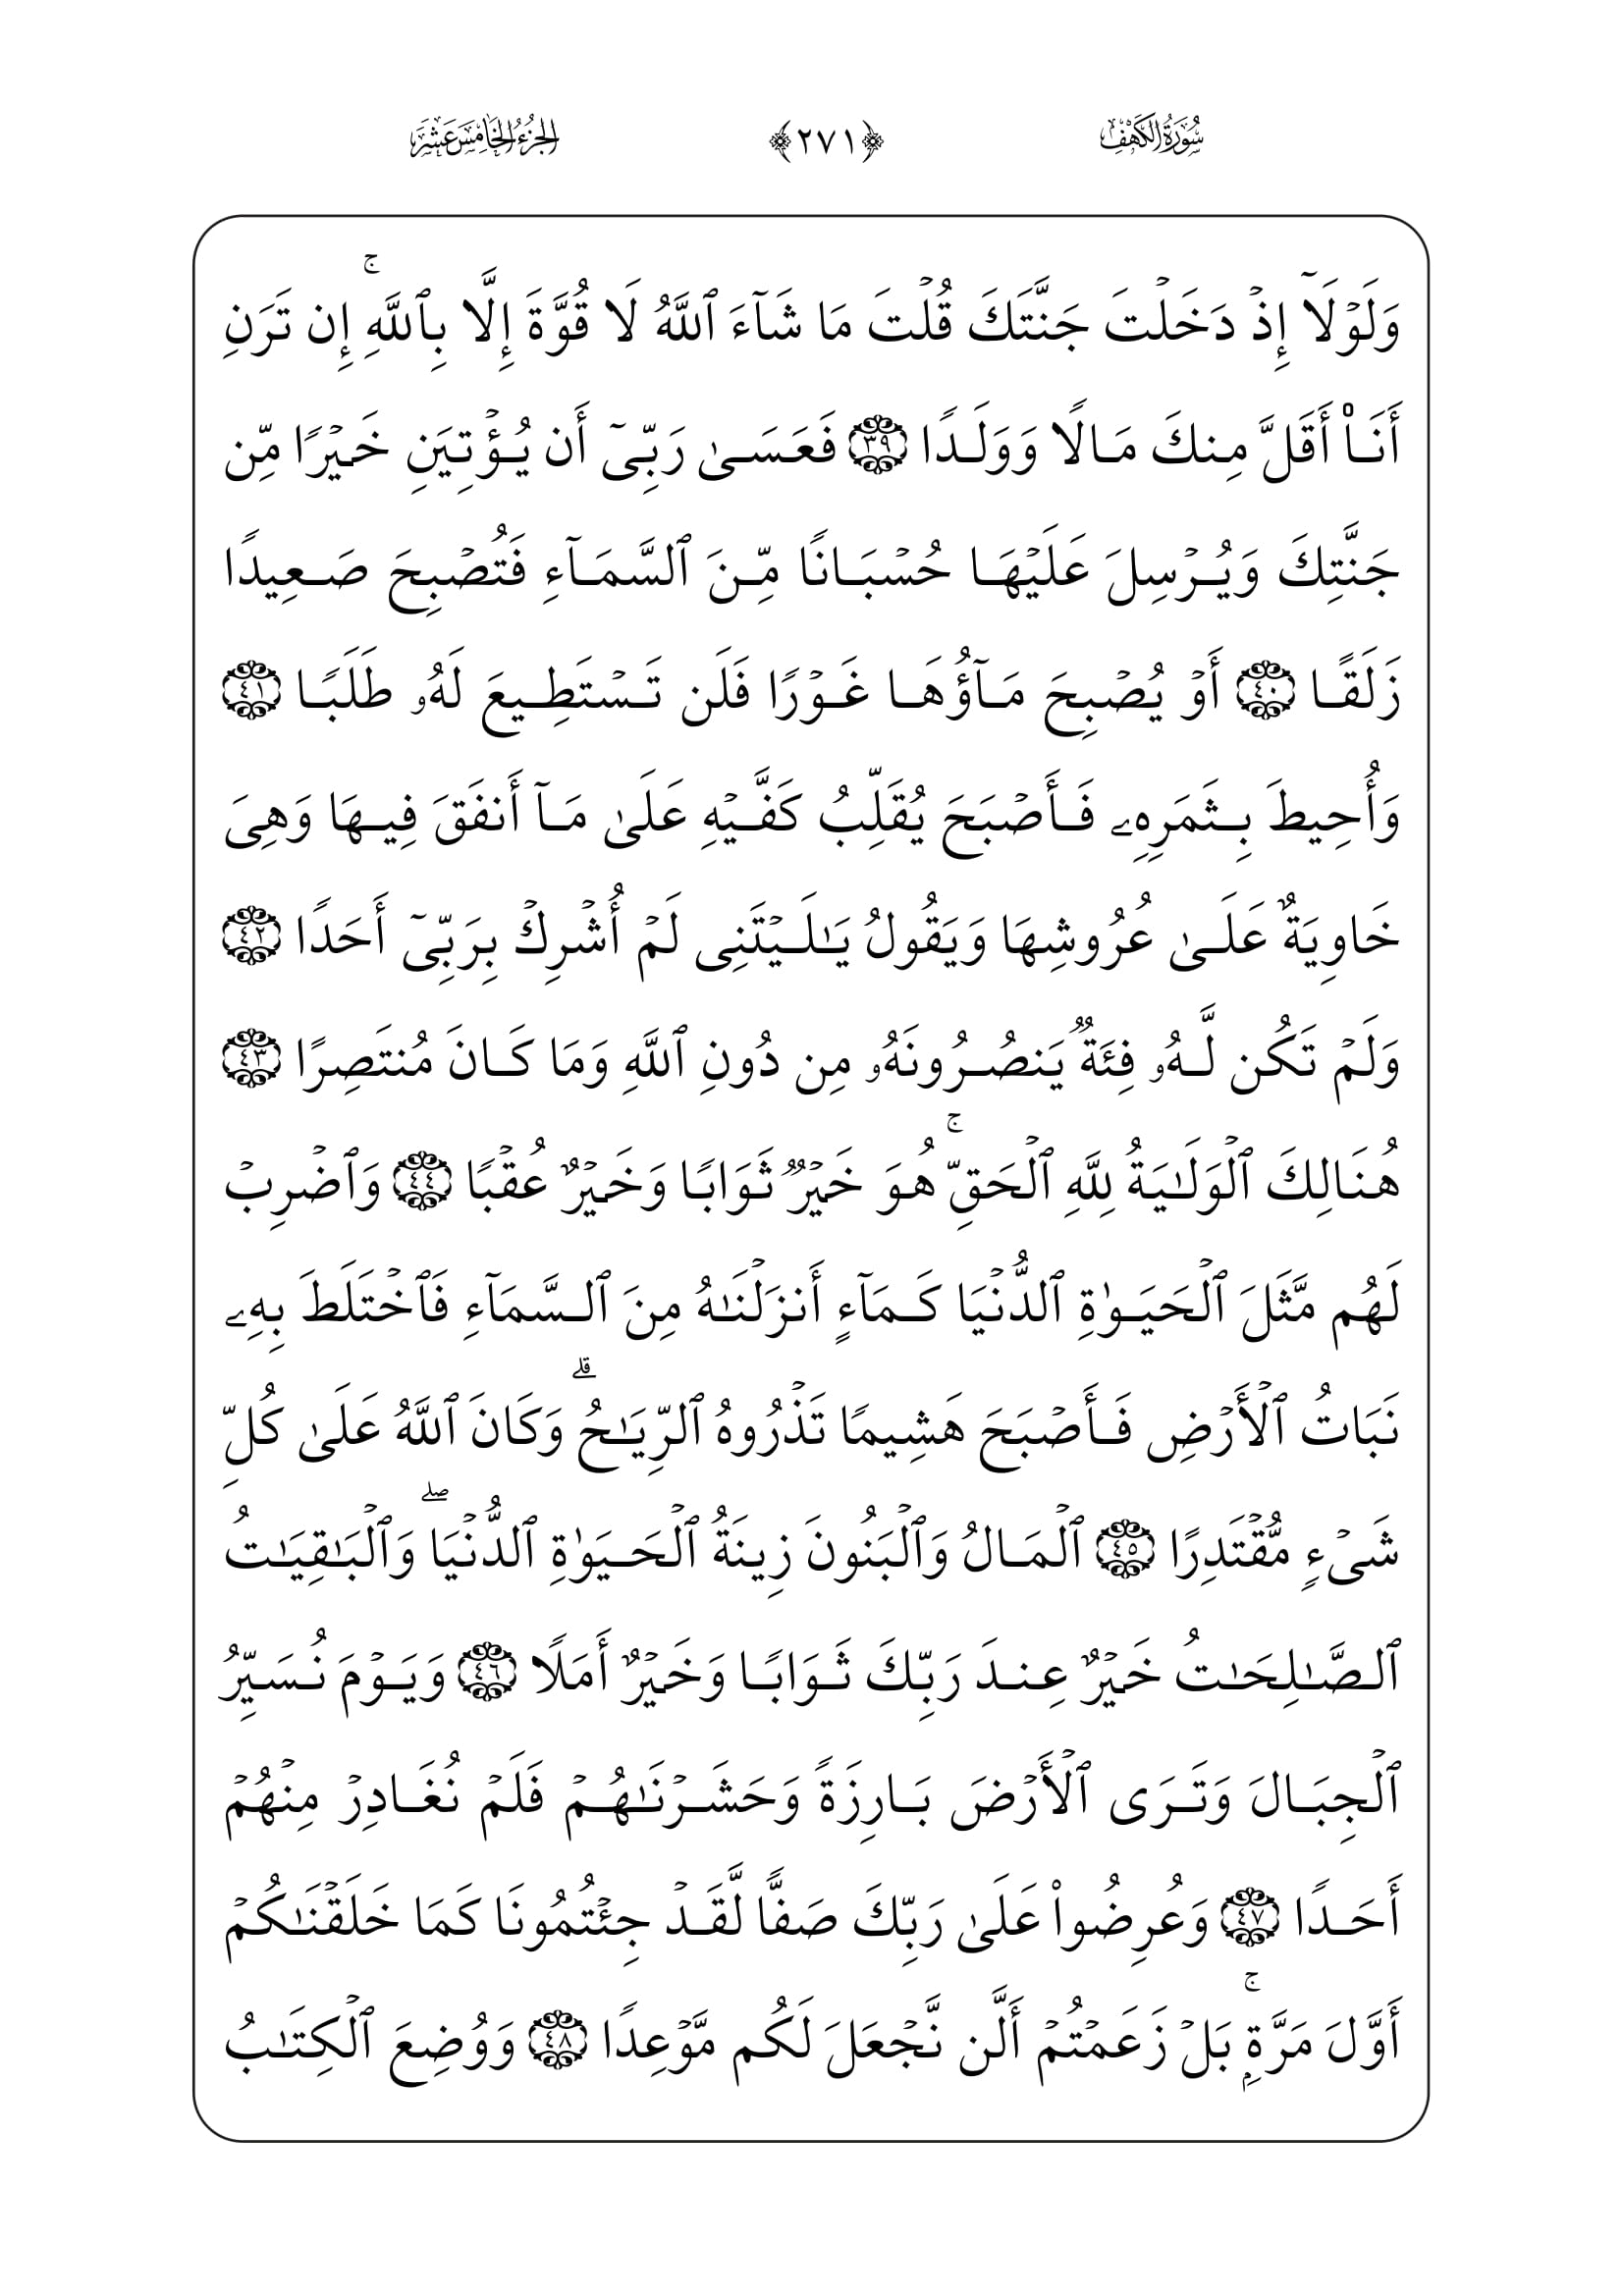 سُورَةُ الكَهْفِ ﴿٢٧١﴾ الجُزْءُ الخَامِسَ عَشَرَ
وَلَوۡلَآ إِذۡ دَخَلۡتَ جَنَّتَكَ قُلۡتَ مَا شَآءَ ٱللَّهُ لَا قُوَّةَ إِلَّا بِٱللَّهِۚ إِن تَرَنِ
أَنَا۠ أَقَلَّ مِنكَ مَالًا وَوَلَدًا ٣٩ فَعَسَىٰ رَبِّىٓ أَن يُؤۡتِيَنِ خَيۡرًا مِّن
جَنَّتِكَ وَيُرۡسِلَ عَلَيۡهَا حُسۡبَانًا مِّنَ ٱلسَّمَآءِ فَتُصۡبِحَ صَعِيدًا
زَلَقًا ٤٠ أَوۡ يُصۡبِحَ مَآؤُهَا غَوۡرًا فَلَن تَسۡتَطِيعَ لَهُۥ طَلَبًا ٤١
وَأُحِيطَ بِثَمَرِهِۦ فَأَصۡبَحَ يُقَلِّبُ كَفَّيۡهِ عَلَىٰ مَآ أَنفَقَ فِيهَا وَهِىَ
خَاوِيَةٌ عَلَىٰ عُرُوشِهَا وَيَقُولُ يَـٰلَيۡتَنِى لَمۡ أُشۡرِكۡ بِرَبِّىٓ أَحَدًا ٤٢
وَلَمۡ تَكُن لَّهُۥ فِئَةٌ يَنصُرُونَهُۥ مِن دُونِ ٱللَّهِ وَمَا كَانَ مُنتَصِرًا ٤٣
هُنَالِكَ ٱلۡوَلَـٰيَةُ لِلَّهِ ٱلۡحَقِّۚ هُوَ خَيۡرٌ ثَوَابًا وَخَيۡرٌ عُقۡبًا ٤٤ وَٱضۡرِبۡ
لَهُم مَّثَلَ ٱلۡحَيَوٰةِ ٱلدُّنۡيَا كَمَآءٍ أَنزَلۡنَـٰهُ مِنَ ٱلسَّمَآءِ فَٱخۡتَلَطَ بِهِۦ
نَبَاتُ ٱلۡأَرۡضِ فَأَصۡبَحَ هَشِيمًا تَذۡرُوهُ ٱلرِّيَـٰحُۗ وَكَانَ ٱللَّهُ عَلَىٰ كُلِّ
شَىۡءٍ مُّقۡتَدِرًا ٤٥ ٱلۡمَالُ وَٱلۡبَنُونَ زِينَةُ ٱلۡحَيَوٰةِ ٱلدُّنۡيَاۖ وَٱلۡبَـٰقِيَـٰتُ
ٱلصَّـٰلِحَـٰتُ خَيۡرٌ عِندَ رَبِّكَ ثَوَابًا وَخَيۡرٌ أَمَلًا ٤٦ وَيَوۡمَ نُسَيِّرُ
ٱلۡجِبَالَ وَتَرَى ٱلۡأَرۡضَ بَارِزَةً وَحَشَرۡنَـٰهُمۡ فَلَمۡ نُغَادِرۡ مِنۡهُمۡ
أَحَدًا ٤٧ وَعُرِضُوا۟ عَلَىٰ رَبِّكَ صَفًّا لَّقَدۡ جِئۡتُمُونَا كَمَا خَلَقۡنَـٰكُمۡ
أَوَّلَ مَرَّةِۭۚ بَلۡ زَعَمۡتُمۡ أَلَّن نَّجۡعَلَ لَكُم مَّوۡعِدًا ٤٨ وَوُضِعَ ٱلۡكِتَـٰبُ